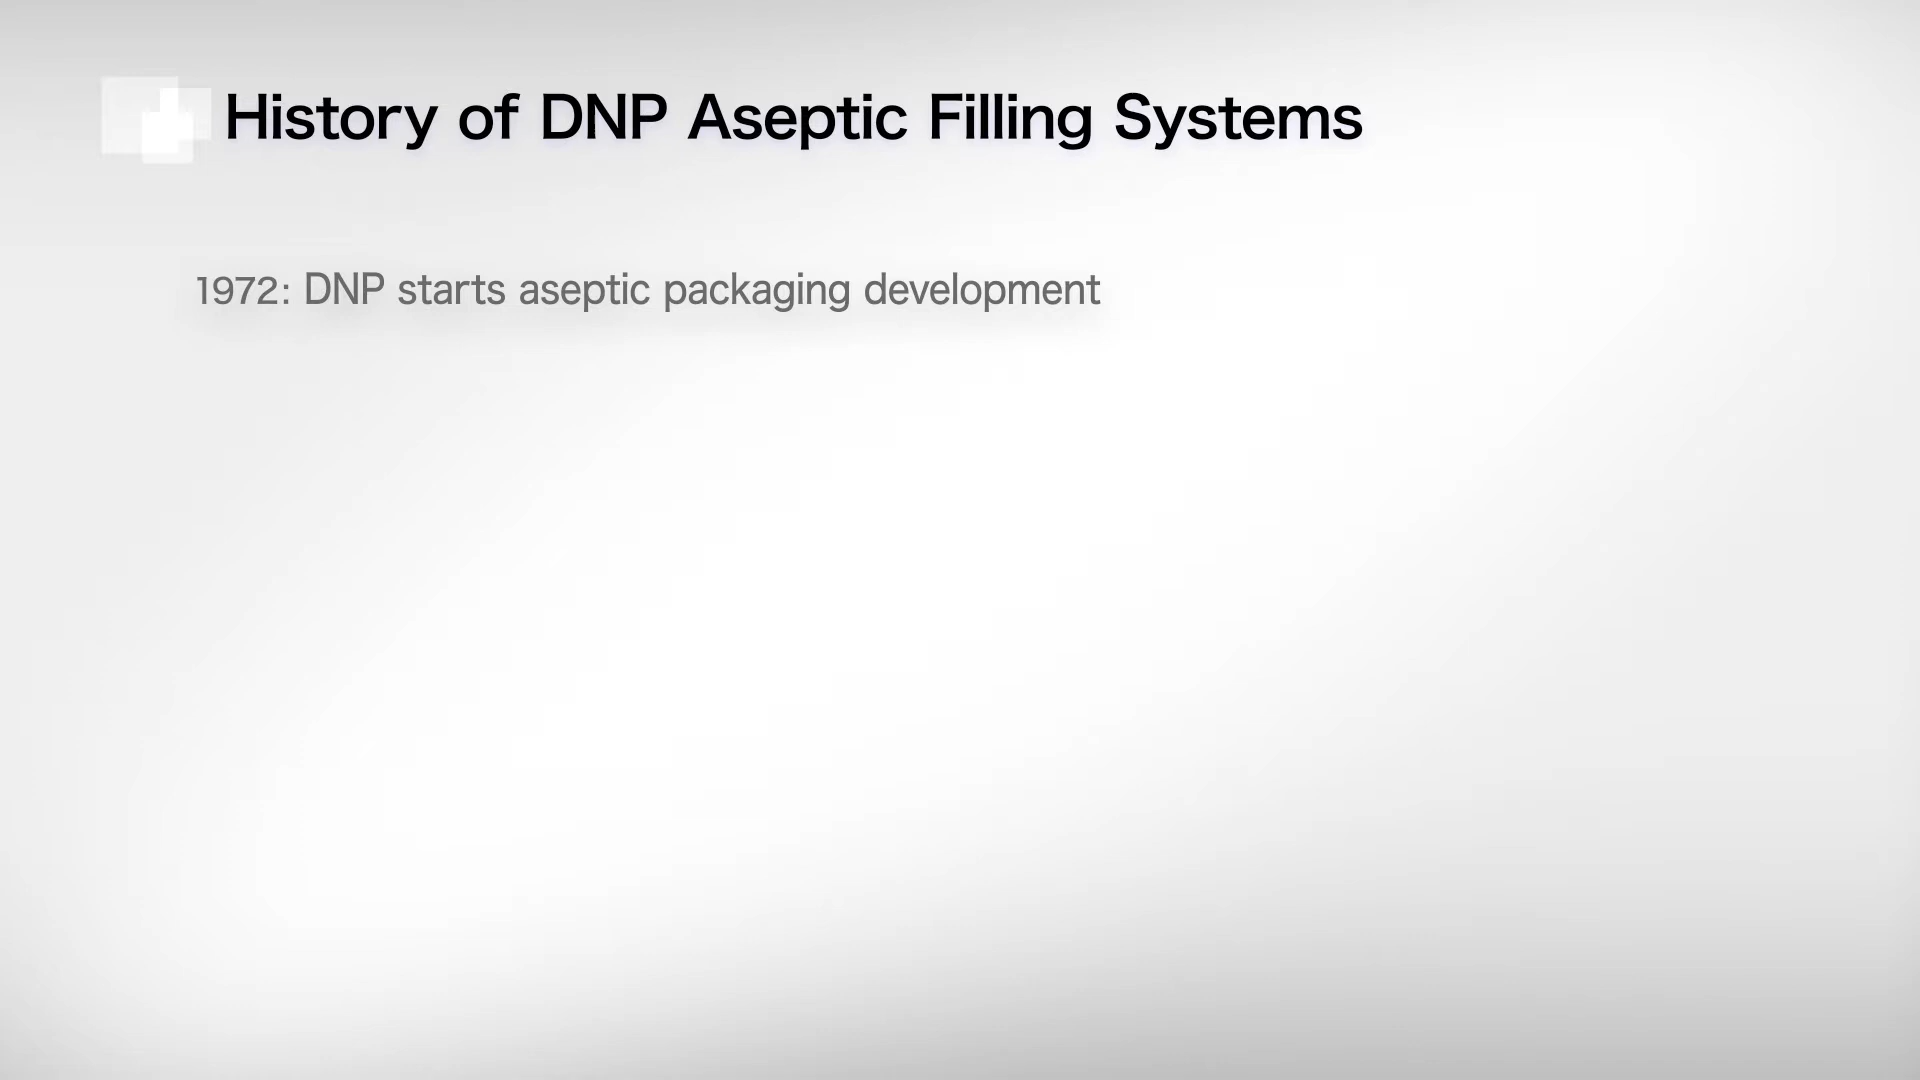 History of DNP Aseptic Filling Systems
1972: DNP starts aseptic packaging development